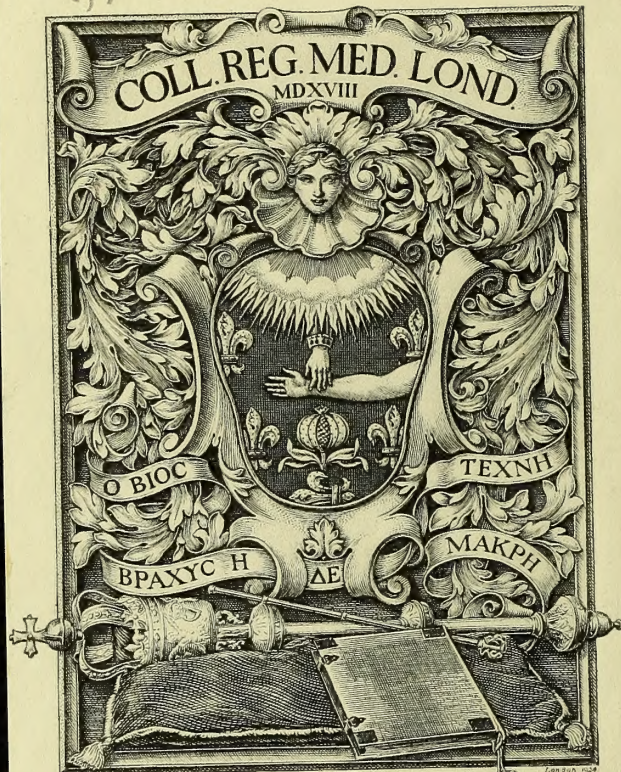 COLL. REG. MED. LOND.
MDXVIII
Ο ΒΙΟϹ
ΒΡΑΧΥϹ Η
ΔΕ
ΤΕΧΝΗ
ΜΑΚΡΗ